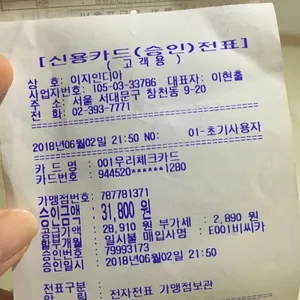 [신용카드(승인)전표]
(고객용)
상 호: 이지인디아
사업자번호: 105-03-33786 대표자: 이현출
주 소: 서울 서대문구 창천동 9-20
전 화: 02-393-7771
2018년06월02일 21:50 NO: 01-초기사용자
카 드 명 : 001우리체크카드
카드번호 : 944520******1280
가맹점번호: 787781371
승인금액 : 31,800 원
공급가액 : 28,910 원 부가세 : 2,890 원
할부개월 : 일시불 매입사명 : E001비씨카
승인번호 : 79993173
승인일시 : 2018년06월02일 21:50
전표구분 : 전자전표 가맹점보관
알 림 :